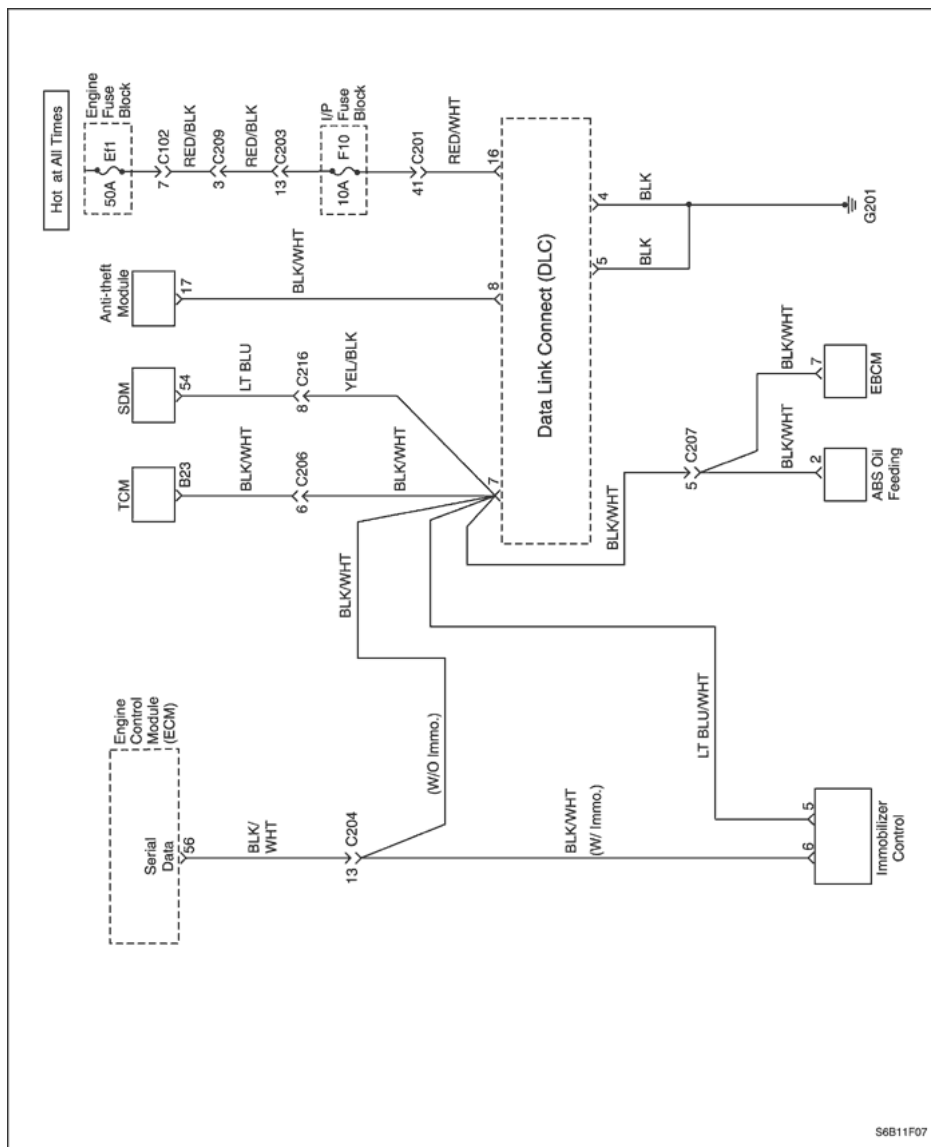 Hot at All Times
Engine
Fuse
Block
50A
Ef1
7
C102
RED/BLK
3
C209
RED/BLK
13
C203
I/P
Fuse
Block
10A
F10
41
C201
RED/WHT
16
Anti-theft
Module
17
BLK/WHT
8
SDM
54
LT BLU
8
C216
YEL/BLK
TCM
B23
BLK/WHT
6
C206
BLK/WHT
7
Data Link Connect (DLC)
5
4
BLK
BLK
G201
Engine
Control
Module
(ECM)
Serial
Data
56
BLK/
WHT
13
C204
BLK/WHT
(W/O Immo.)
BLK/WHT
(W/ Immo.)
LT BLU/WHT
6
5
Immobilizer
Control
BLK/WHT
5
C207
BLK/WHT
2
ABS Oil
Feeding
BLK/WHT
7
EBCM
S6B11F07